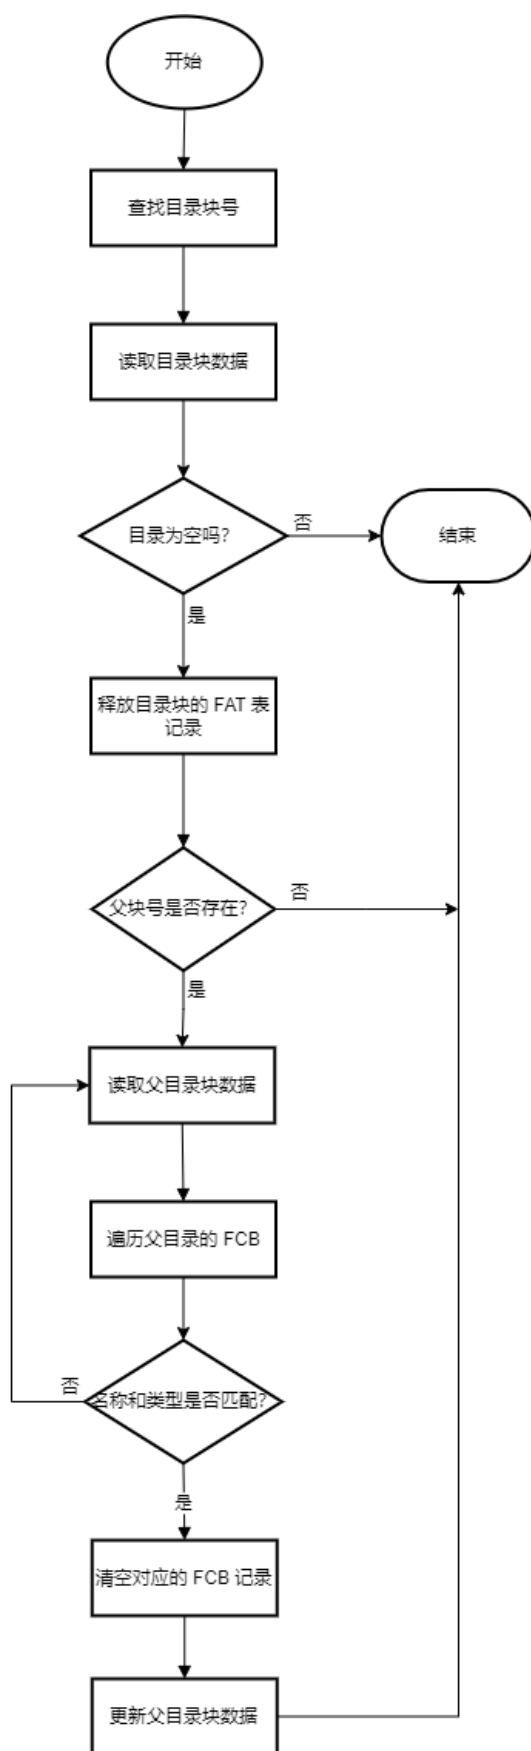 开始
查找目录块号
读取目录块数据
目录为空吗？
否
结束
是
释放目录块的 FAT 表
记录
父块号是否存在？
否
是
读取父目录块数据
遍历父目录的 FCB
名称和类型是否匹配？
否
是
清空对应的 FCB 记录
更新父目录块数据